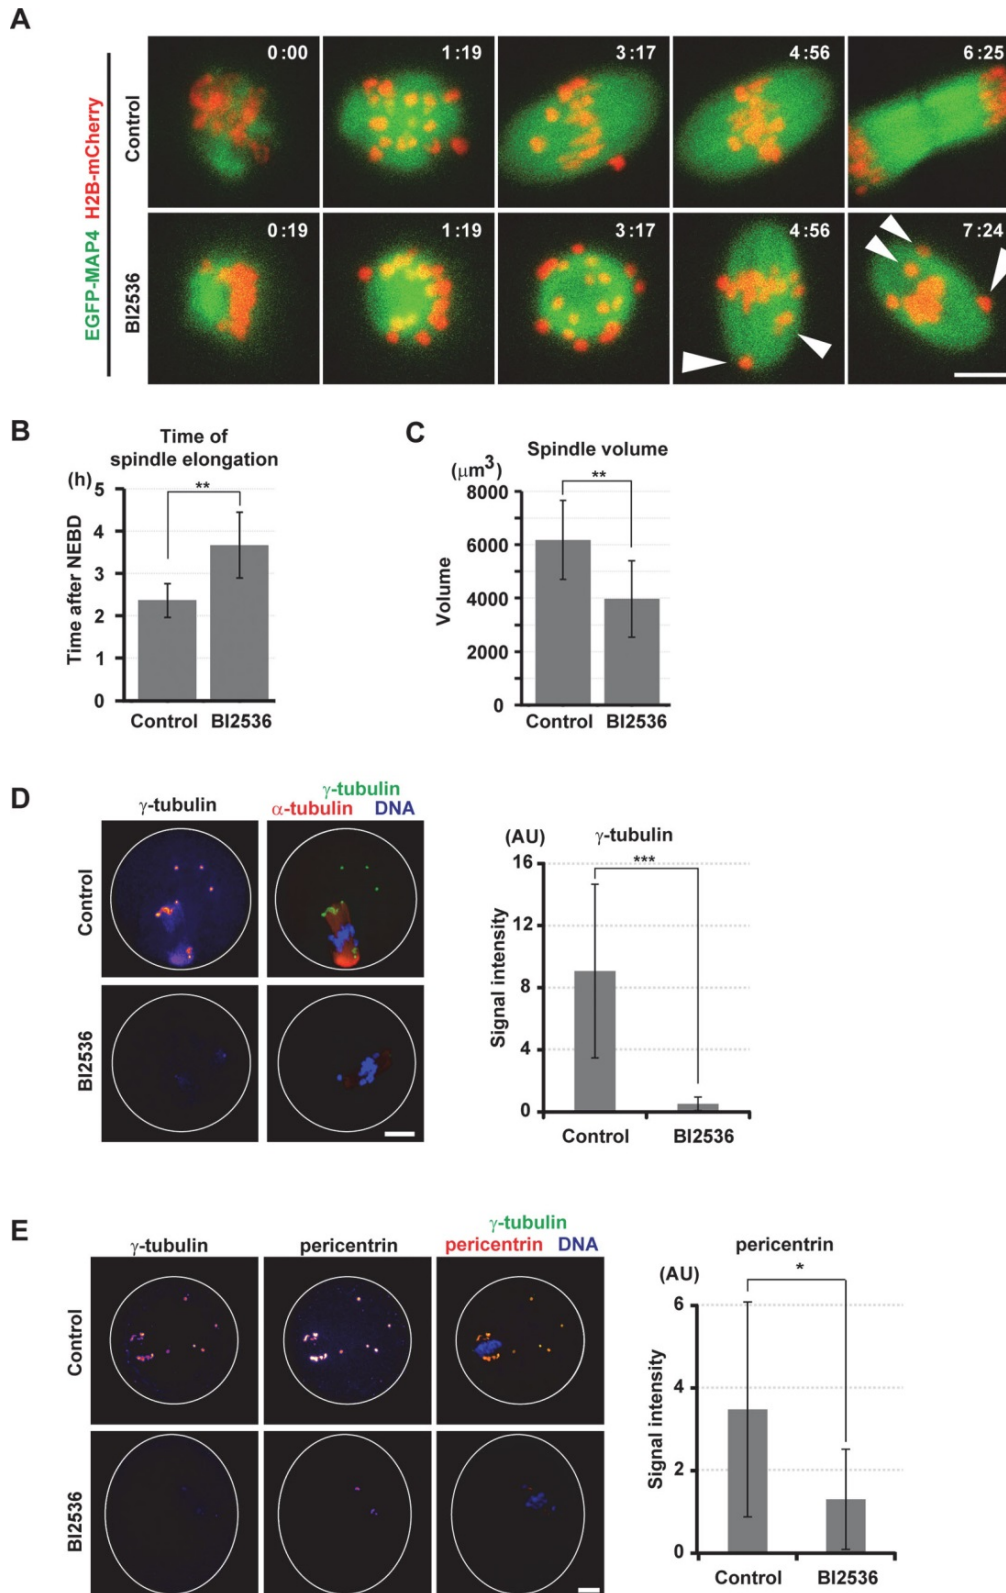 A
EGFP-MAP4 H2B-mCherry
Control
0:00
1:19
3:17
4:56
6:25
BI2536
0:19
1:19
3:17
4:56
7:24
B
Time of
spindle elongation
(h)
**
Time after NEBD
5
4
3
2
1
0
Control BI2536
C
Spindle volume
(μm3)
**
Volume
8000
6000
4000
2000
0
Control BI2536
D
γ-tubulin
γ-tubulin
α-tubulin DNA
Control
BI2536
(AU) γ-tubulin
***
Signal intensity
16
12
8
4
0
Control BI2536
E
γ-tubulin
pericentrin
γ-tubulin
pericentrin DNA
Control
BI2536
pericentrin
(AU)
*
Signal intensity
6
4
2
0
Control BI2536